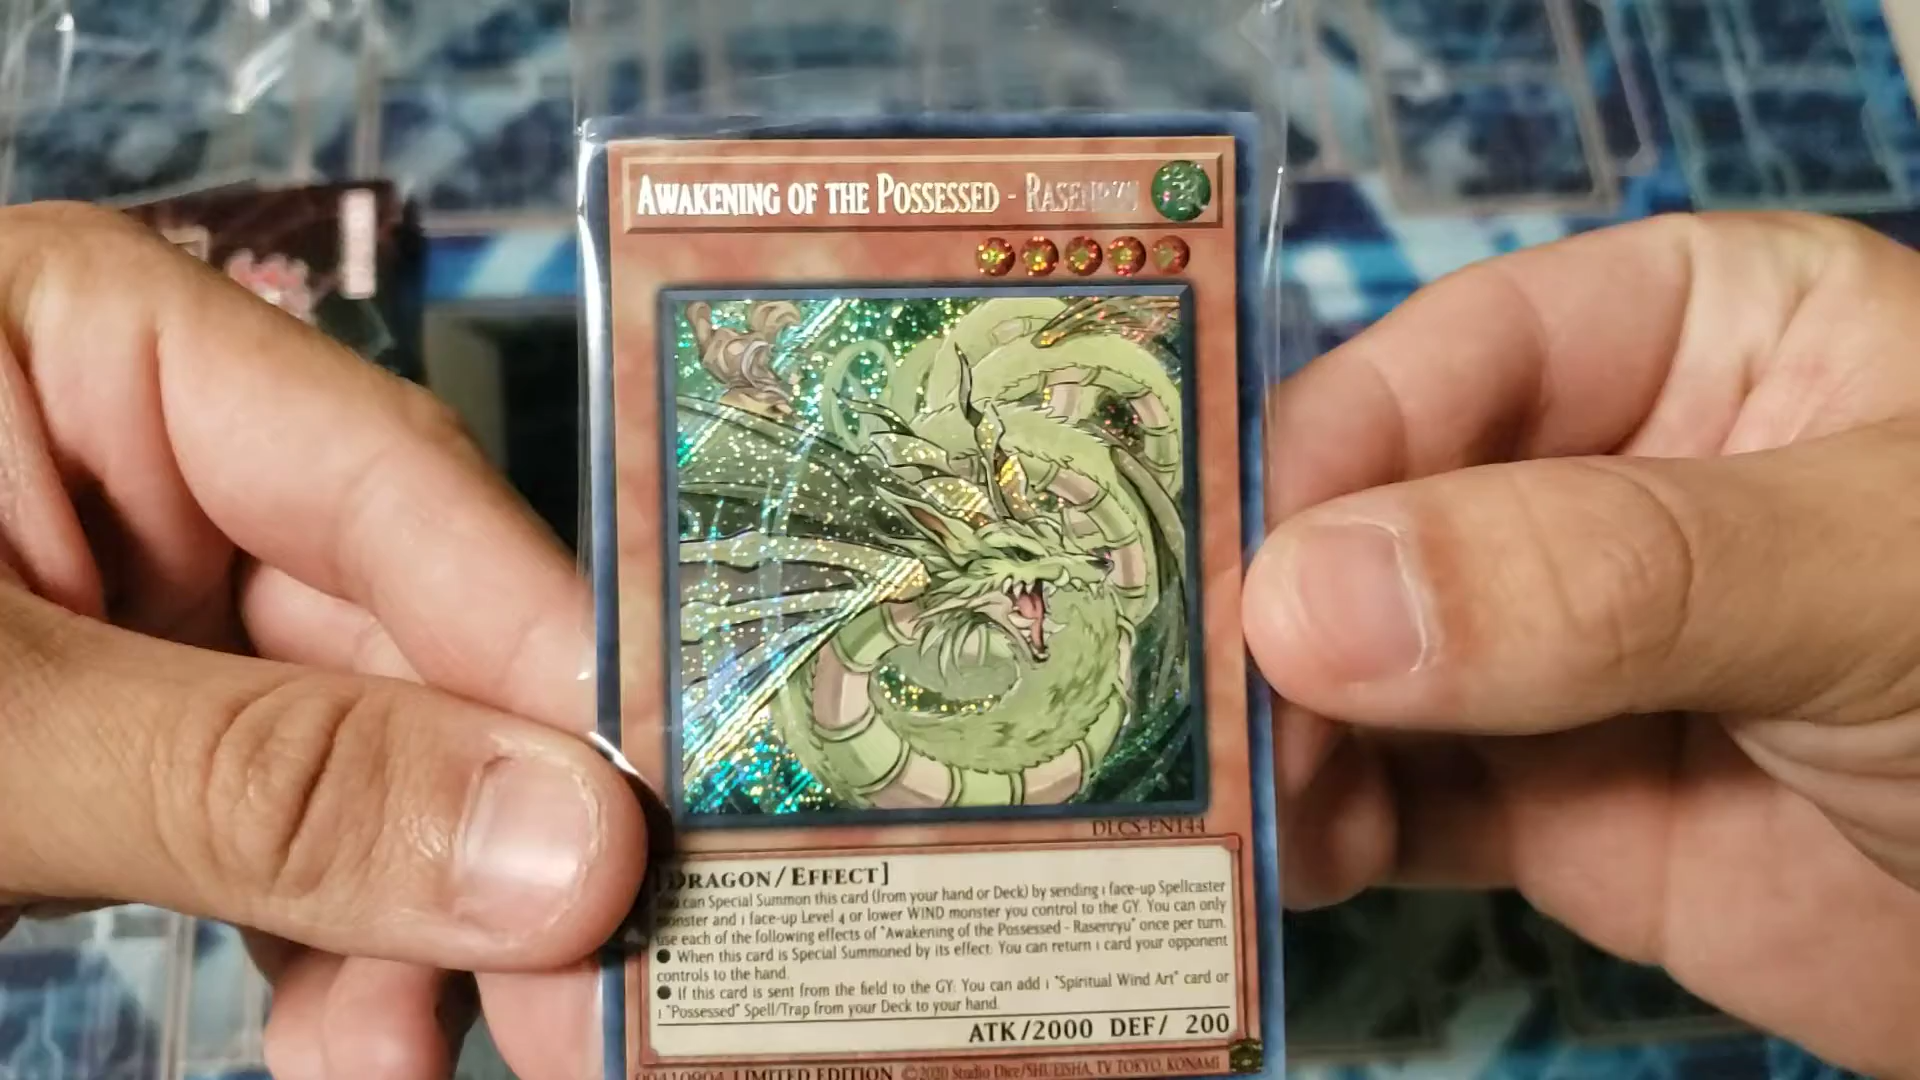 AWAKENING OF THE POSSESSED - RASENRYU
DLCS-EN144
[DRAGON/EFFECT]
You can Special Summon this card (from your hand or Deck) by sending 1 face-up Spellcaster
monster and 1 face-up Level 4 or lower WIND monster you control to the GY. You can only
use each of the following effects of "Awakening of the Possessed - Rasenryu" once per turn.
● When this card is Special Summoned by its effect: You can return 1 card your opponent
controls to the hand.
● If this card is sent from the field to the GY: You can add 1 "Spiritual Wind Art" card or
1 "Possessed" Spell/Trap from your Deck to your hand.
ATK/2000 DEF/ 200
LIMITED EDITION ©2020 Studio Dice/SHUEISHA, TV TOKYO, KONAMI